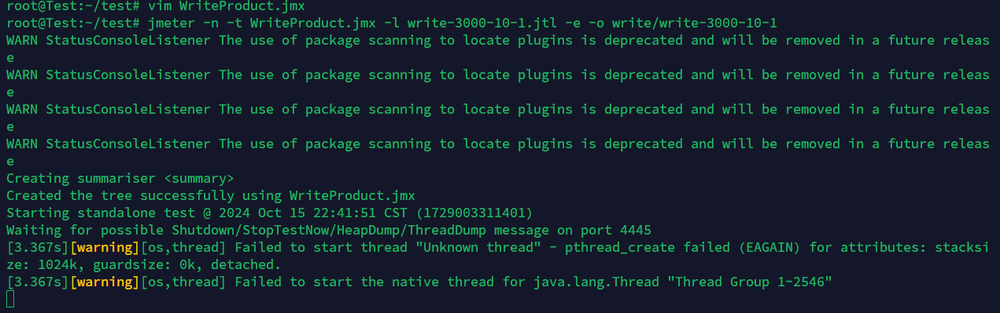 root@Test:~/test# vim WriteProduct.jmx
root@Test:~/test# jmeter -n -t WriteProduct.jmx -l write-3000-10-1.jtl -e -o write/write-3000-10-1
WARN StatusConsoleListener The use of package scanning to locate plugins is deprecated and will be removed in a future releas
e
WARN StatusConsoleListener The use of package scanning to locate plugins is deprecated and will be removed in a future releas
e
WARN StatusConsoleListener The use of package scanning to locate plugins is deprecated and will be removed in a future releas
e
WARN StatusConsoleListener The use of package scanning to locate plugins is deprecated and will be removed in a future releas
e
Creating summariser <summary>
Created the tree successfully using WriteProduct.jmx
Starting standalone test @ 2024 Oct 15 22:41:51 CST (1729003311401)
Waiting for possible Shutdown/StopTestNow/HeapDump/ThreadDump message on port 4445
[3.367s][warning][os,thread] Failed to start thread "Unknown thread" - pthread_create failed (EAGAIN) for attributes: stacksi
ze: 1024k, guardsize: 0k, detached.
[3.367s][warning][os,thread] Failed to start the native thread for java.lang.Thread "Thread Group 1-2546"